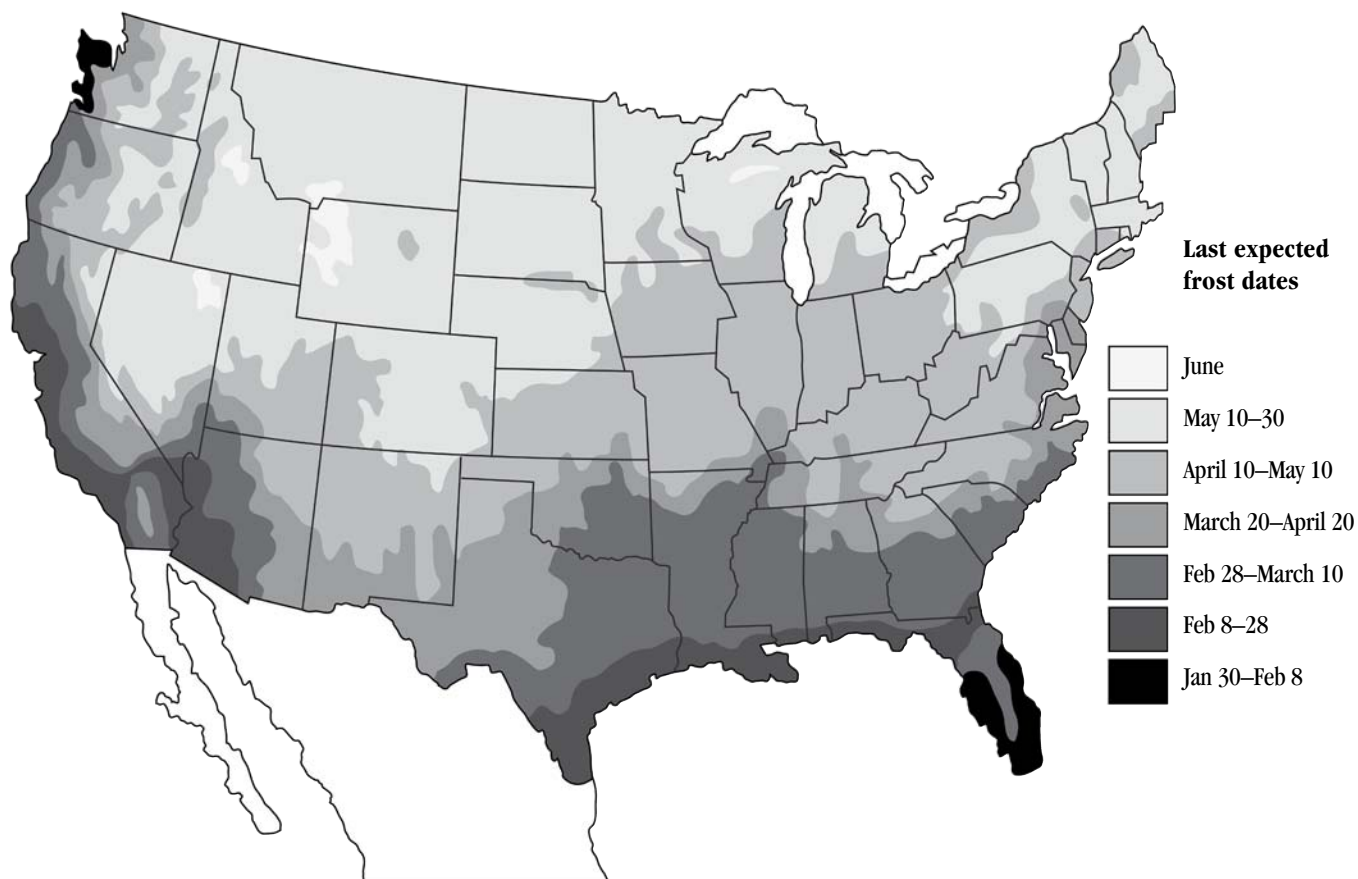 Last expected
frost dates
June
May 10–30
April 10–May 10
March 20–April 20
Feb 28–March 10
Feb 8–28
Jan 30–Feb 8